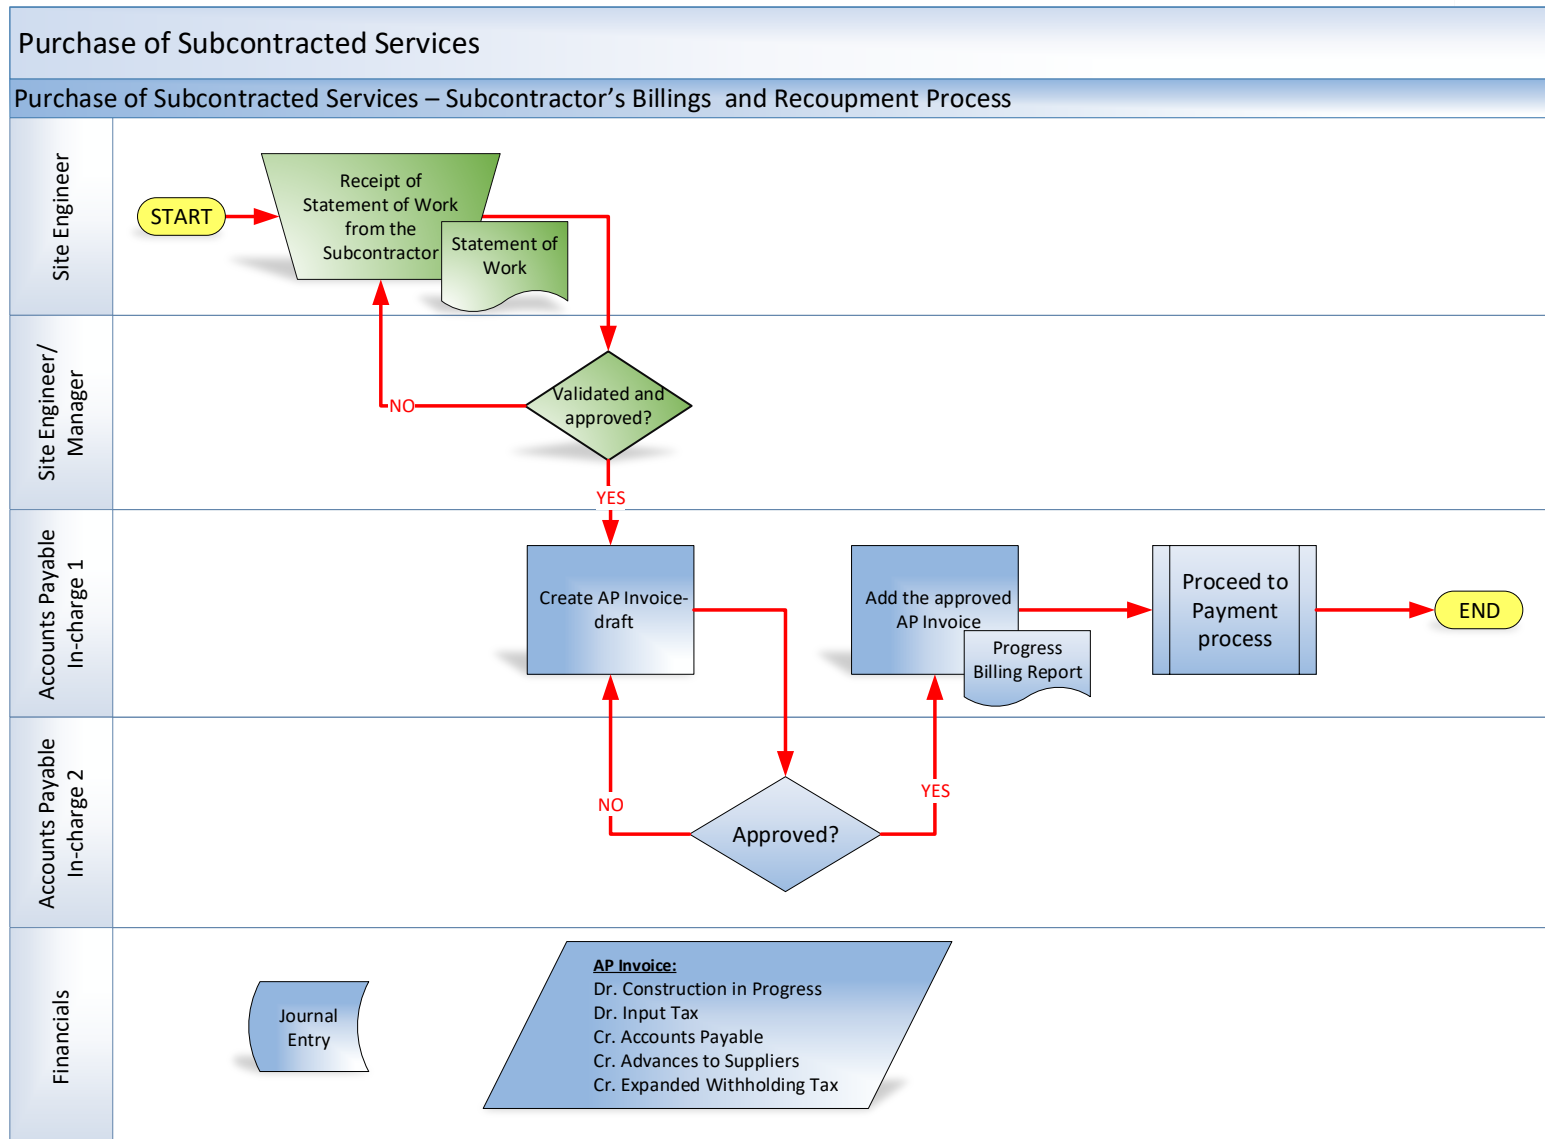 Purchase of Subcontracted Services
Purchase of Subcontracted Services – Subcontractor's Billings  and Recoupment Process
Site Engineer
START
Receipt of
Statement of Work
from the
Subcontractor
Statement of
Work
Site Engineer/
Manager
Validated and
approved?
NO
YES
Accounts Payable
In-charge 1
Create AP Invoice-
draft
Add the approved
AP Invoice
Progress
Billing Report
Proceed to
Payment
process
END
Accounts Payable
In-charge 2
NO
Approved?
YES
Financials
Journal
Entry
AP Invoice:
Dr. Construction in Progress
Dr. Input Tax
Cr. Accounts Payable
Cr. Advances to Suppliers
Cr. Expanded Withholding Tax